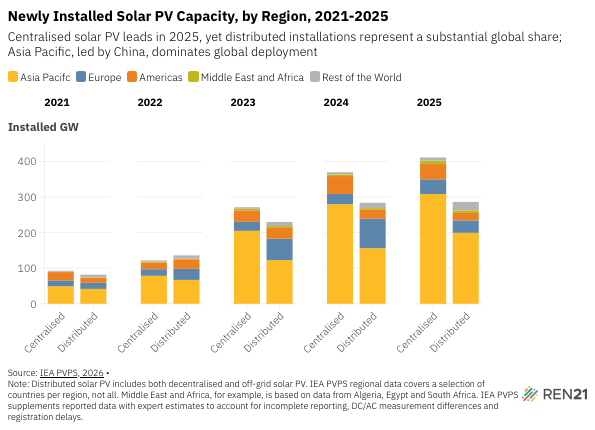 Newly Installed Solar PV Capacity, by Region, 2021-2025
Centralised solar PV leads in 2025, yet distributed installations represent a substantial global share;
Asia Pacific, led by China, dominates global deployment
Asia Pacifc Europe Americas Middle East and Africa Rest of the World
2021 2022 2023 2024 2025
Installed GW
400
300
200
100
0
Centralised Distributed Centralised Distributed Centralised Distributed Centralised Distributed Centralised Distributed
Source: IEA PVPS, 2026 •
Note: Distributed solar PV includes both decentralised and off-grid solar PV. IEA PVPS regional data covers a selection of
countries per region, not all. Middle East and Africa, for example, is based on data from Algeria, Egypt and South Africa. IEA PVPS
supplements reported data with expert estimates to account for incomplete reporting, DC/AC measurement differences and
registration delays.
REN21